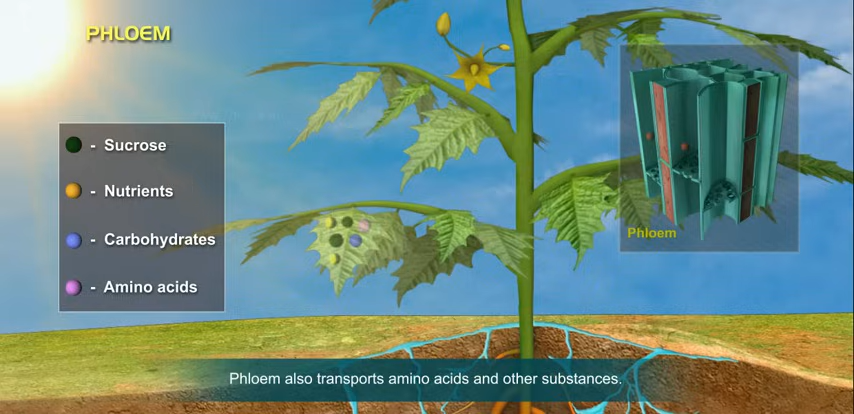 PHLOEM
- Sucrose
- Nutrients
- Carbohydrates
- Amino acids
Phloem
Phloem also transports amino acids and other substances.